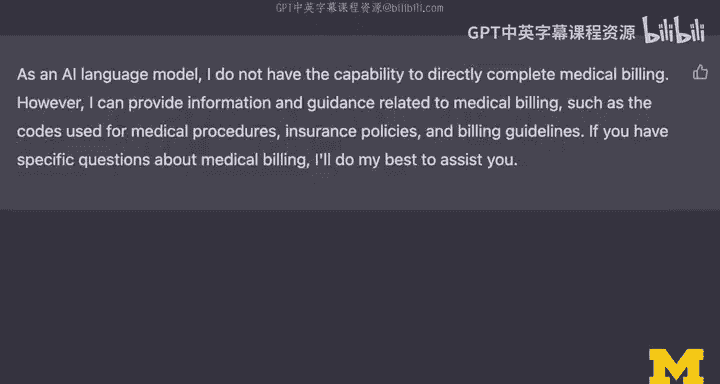 GPT中英字幕课程资源@bilibili.com
GPT中英字幕课程资源 bilibili
As an AI language model, I do not have the capability to directly complete medical billing.
However, I can provide information and guidance related to medical billing, such as the
codes used for medical procedures, insurance policies, and billing guidelines. If you have
specific questions about medical billing, I'll do my best to assist you.
M